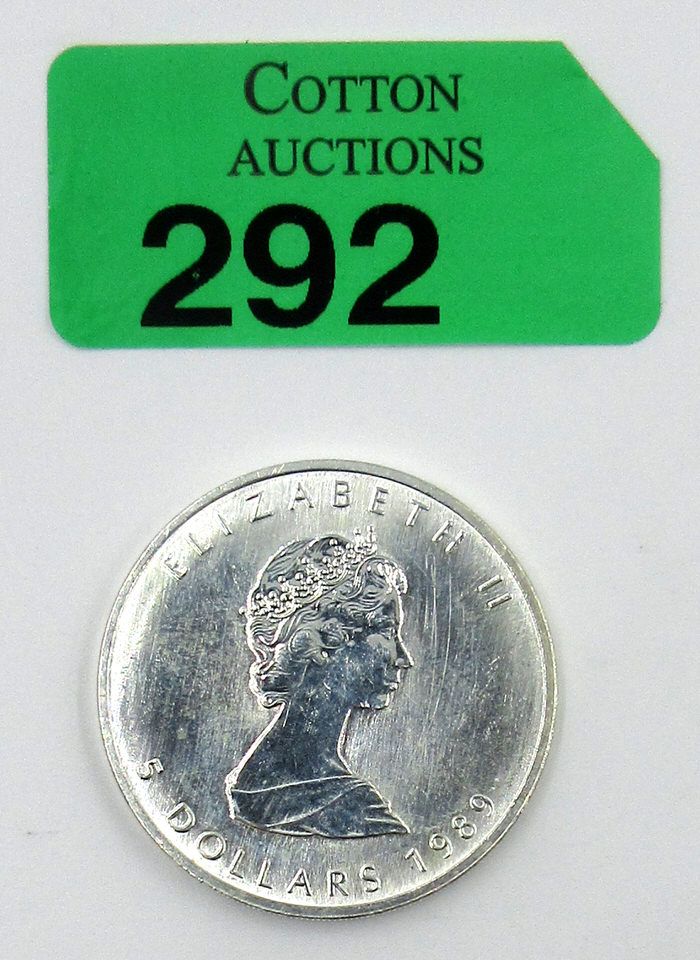 COTTON
AUCTIONS
292
ELIZABETH II
5 DOLLARS 1989